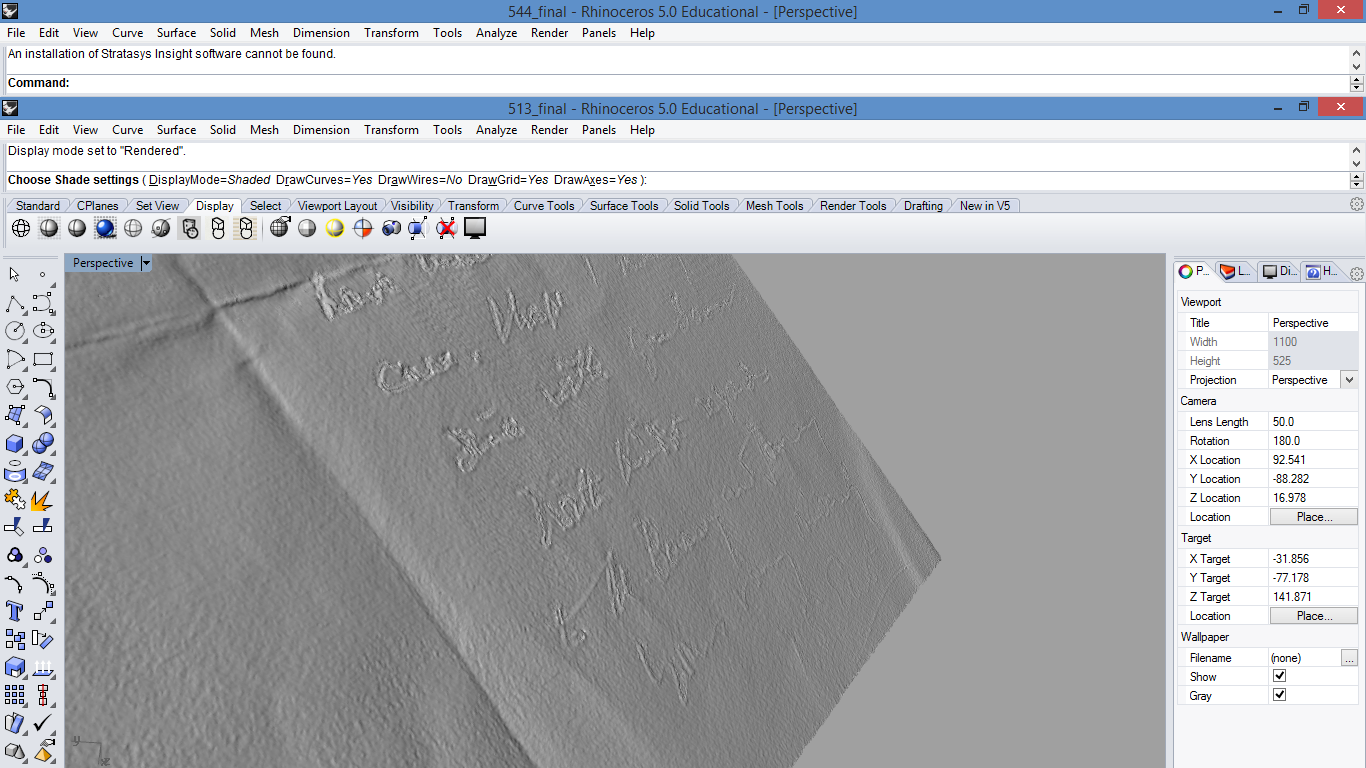 544_final - Rhinoceros 5.0 Educational - [Perspective]
File Edit View Curve Surface Solid Mesh Dimension Transform Tools Analyze Render Panels Help
An installation of Stratasys Insight software cannot be found.
Command:
513_final - Rhinoceros 5.0 Educational - [Perspective]
File Edit View Curve Surface Solid Mesh Dimension Transform Tools Analyze Render Panels Help
Display mode set to "Rendered".
Choose Shade settings ( DisplayMode=Shaded DrawCurves=Yes DrawWires=No DrawGrid=Yes DrawAxes=Yes ):
Standard CPlanes Set View Display Select Viewport Layout Visibility Transform Curve Tools Surface Tools Solid Tools Mesh Tools Render Tools Drafting New in V5
Perspective
P... L... Di... H...
Viewport
Title Perspective
Width 1100
Height 525
Projection Perspective
Camera
Lens Length 50.0
Rotation 180.0
X Location 92.541
Y Location -88.282
Z Location 16.978
Location Place...
Target
X Target -31.856
Y Target -77.178
Z Target 141.871
Location Place...
Wallpaper
Filename (none) ...
Show
Gray
with
to
y
z